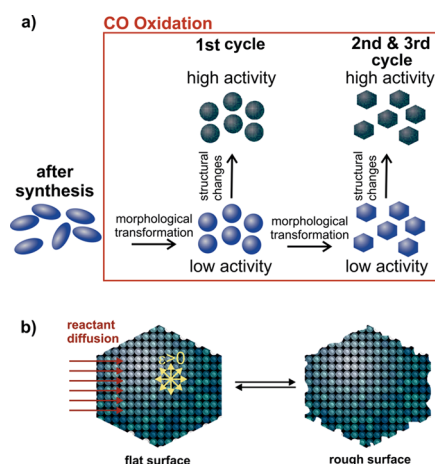 a)
CO Oxidation
1st cycle
high activity
2nd & 3rd
cycle
high activity
after
synthesis
structural
changes
structural
changes
morphological
transformation
morphological
transformation
low activity
low activity
b)
reactant
diffusion
flat surface
rough surface